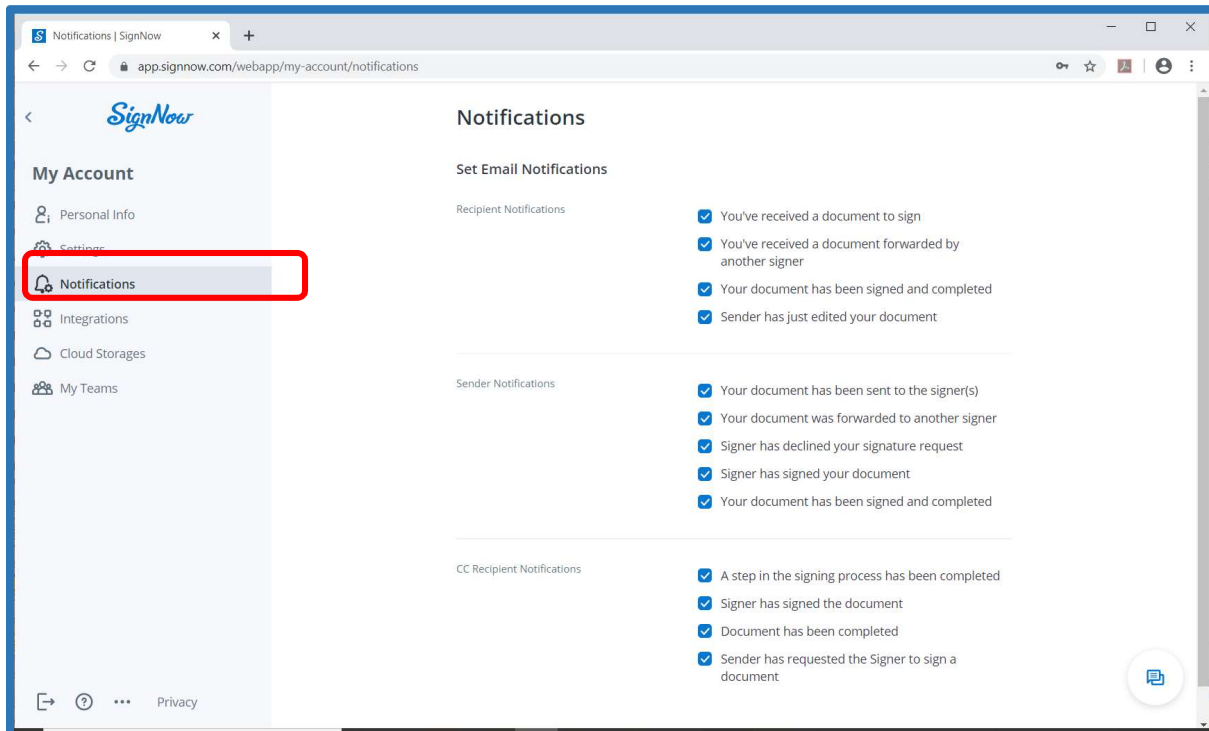 Notifications | SignNow
app.signnow.com/webapp/my-account/notifications
SignNow
My Account
Personal Info
Settings
Notifications
Integrations
Cloud Storages
My Teams
Privacy
Notifications
Set Email Notifications
Recipient Notifications
You've received a document to sign
You've received a document forwarded by
another signer
Your document has been signed and completed
Sender has just edited your document
Sender Notifications
Your document has been sent to the signer(s)
Your document was forwarded to another signer
Signer has declined your signature request
Signer has signed your document
Your document has been signed and completed
CC Recipient Notifications
A step in the signing process has been completed
Signer has signed the document
Document has been completed
Sender has requested the Signer to sign a
document